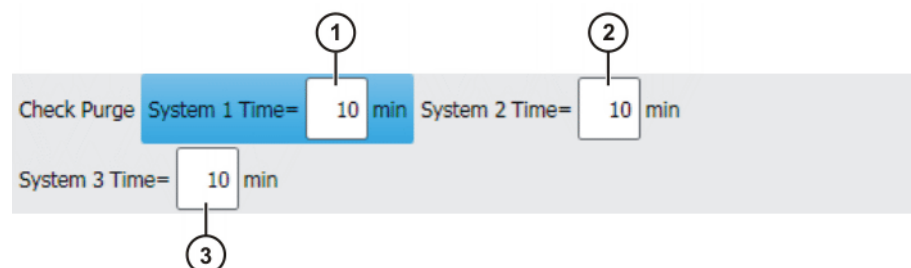 1 2
Check Purge System 1 Time= 10 min System 2 Time= 10 min
System 3 Time= 10 min
3